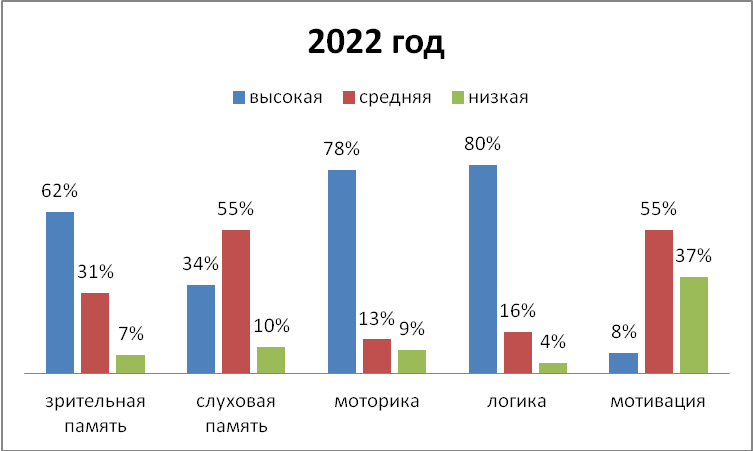 2022 год
высокая средняя низкая
62% 31% 7%
34% 55% 10%
78% 13% 9%
80% 16% 4%
8% 55% 37%
зрительная память
слуховая память
моторика
логика
мотивация